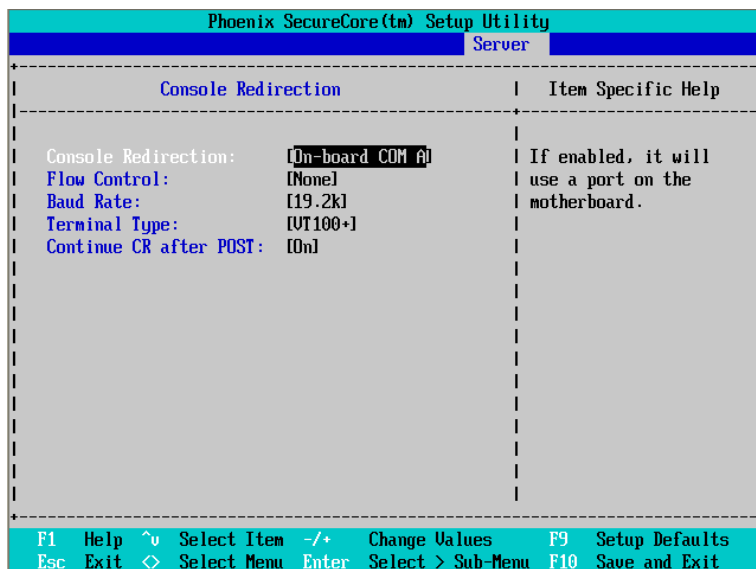 Phoenix SecureCore(tm) Setup Utility
Server
Console Redirection
Item Specific Help
Console Redirection: [On-board COM A]
Flow Control: [None]
Baud Rate: [19.2k]
Terminal Type: [VT100+]
Continue CR after POST: [On]
If enabled, it will
use a port on the
motherboard.
F1 Help ^v Select Item -/+ Change Values F9 Setup Defaults
Esc Exit <> Select Menu Enter Select > Sub-Menu F10 Save and Exit